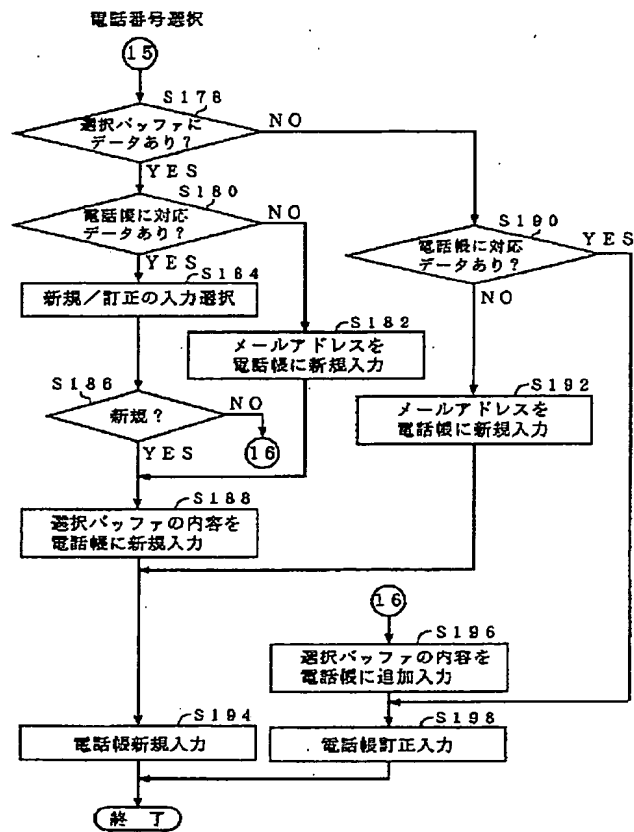 電話番号選択
15
S178
選択バッファに
データあり?
NO
YES
S180
電話帳に対応
データあり?
NO
YES
S190
電話帳に対応
データあり?
YES
NO
S184
新規/訂正の入力選択
S182
メールアドレスを
電話帳に新規入力
S186
新規?
NO
16
YES
S192
メールアドレスを
電話帳に新規入力
S188
選択バッファの内容を
電話帳に新規入力
16
S196
選択バッファの内容を
電話帳に追加入力
S194
電話帳新規入力
S198
電話帳訂正入力
終了